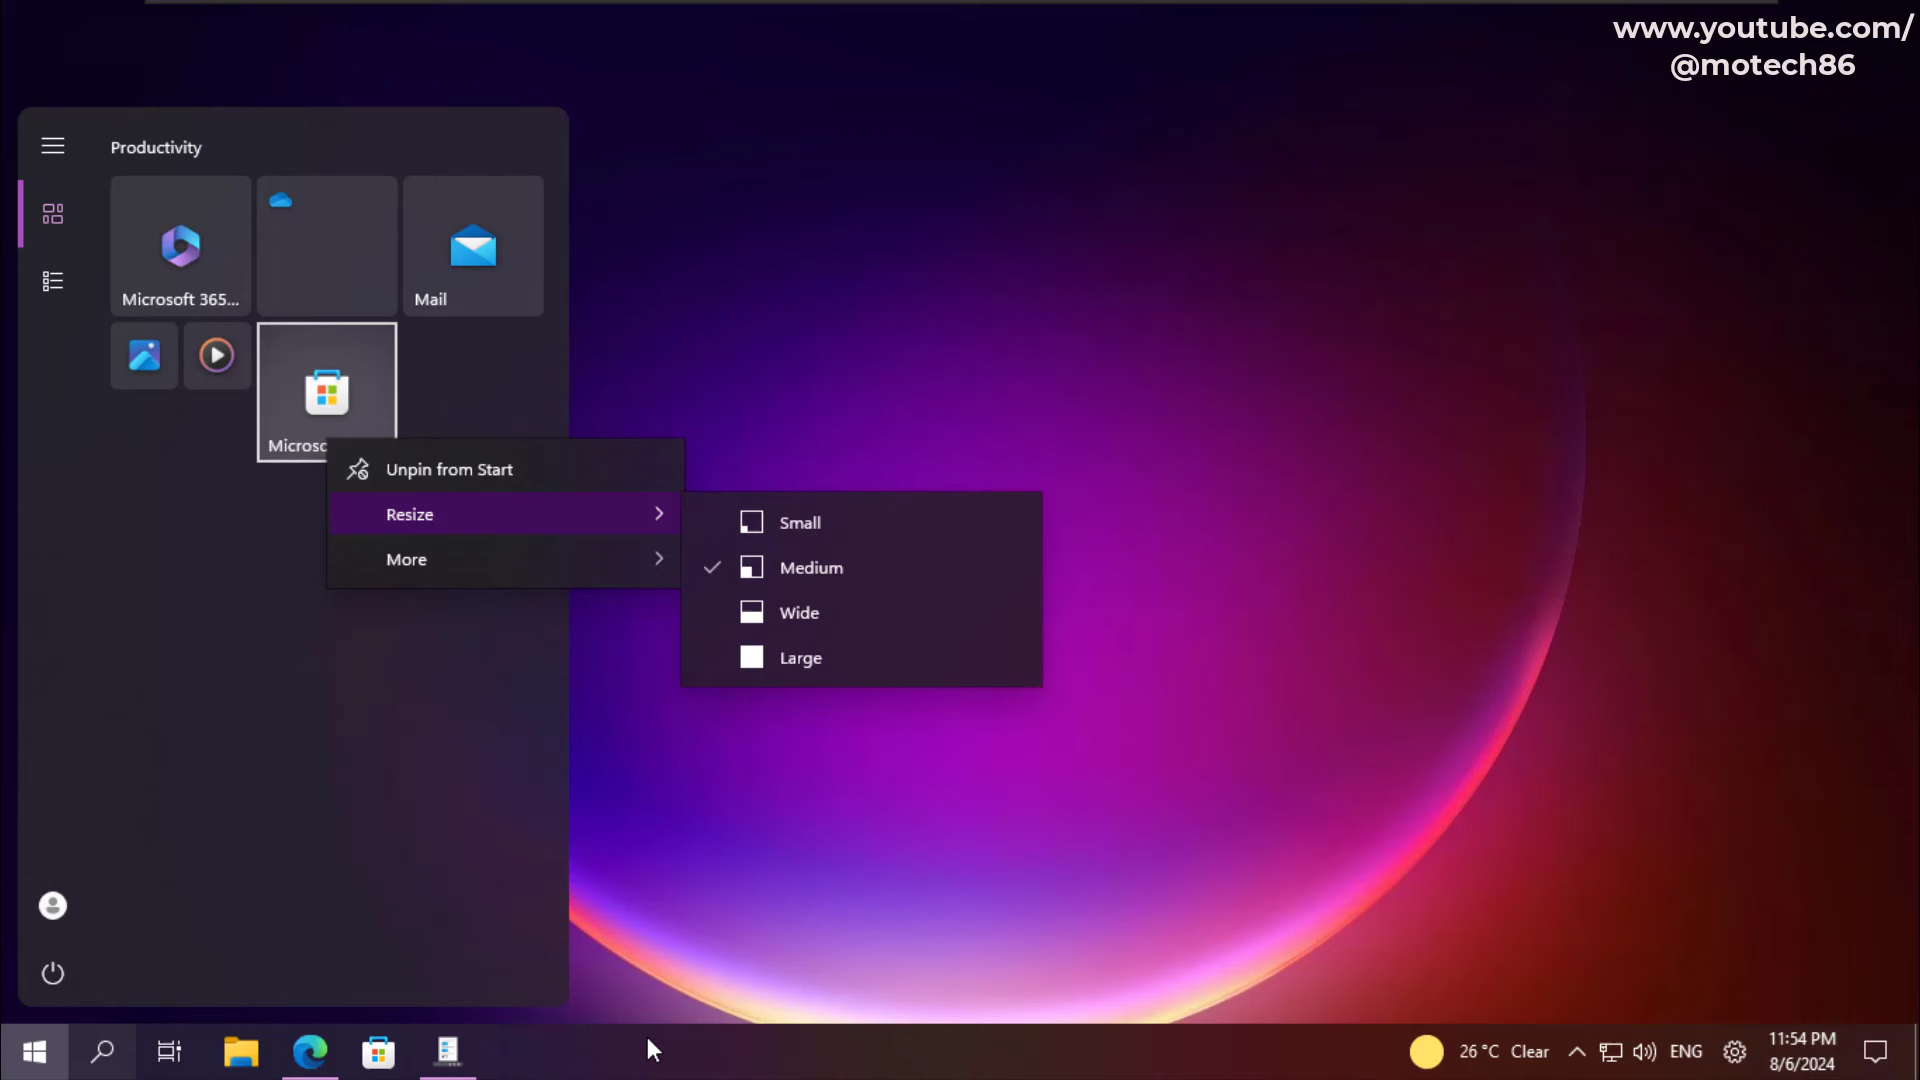 www.youtube.com/
@motech86
Productivity
Microsoft 365...
Mail
Unpin from Start
Resize
More
Small
Medium
Wide
Large
26°C Clear
ENG
11:54 PM
8/6/2024